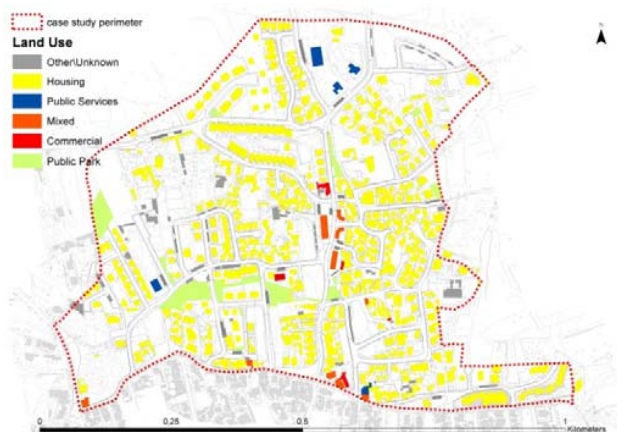 case study perimeter
Land Use
Other\Unknown
Housing
Public Services
Mixed
Commercial
Public Park
N
0 0.25 0.5 1
Kilometers